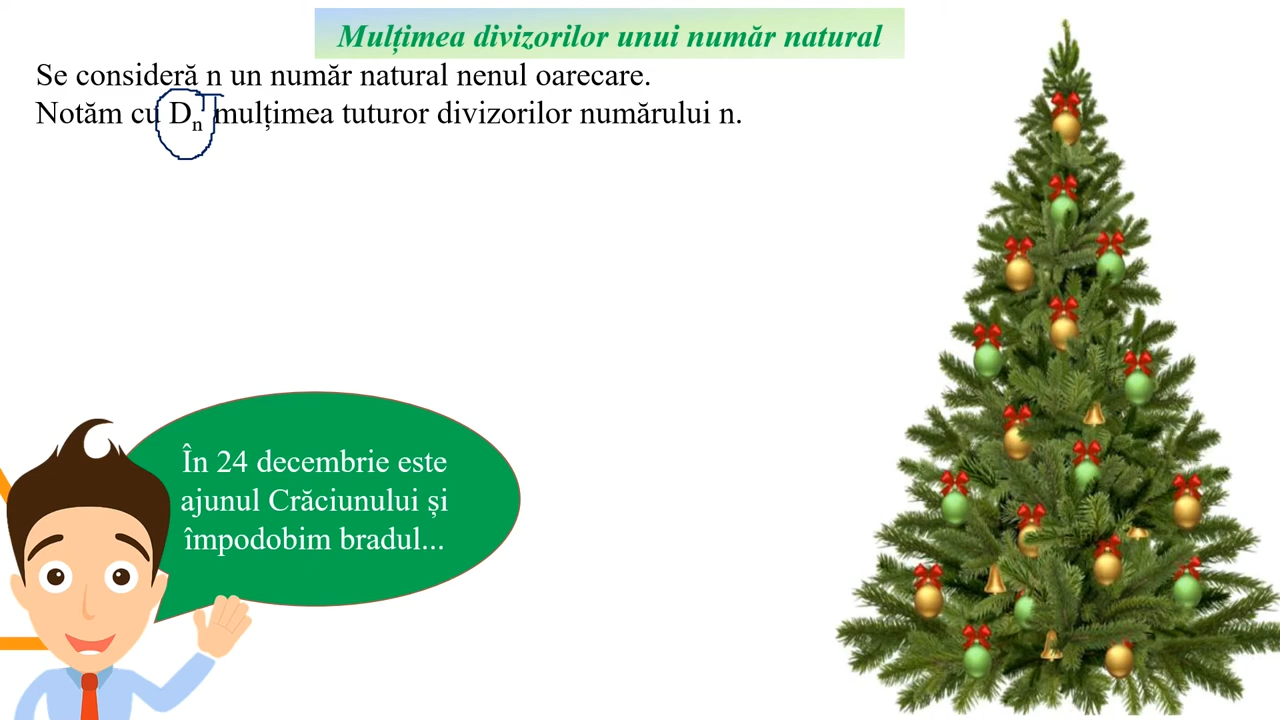 Mulțimea divizorilor unui număr natural
Se consideră n un număr natural nenul oarecare.
Notăm cu Dn mulțimea tuturor divizorilor numărului n.
În 24 decembrie este
ajunul Crăciunului și
împodobim bradul...